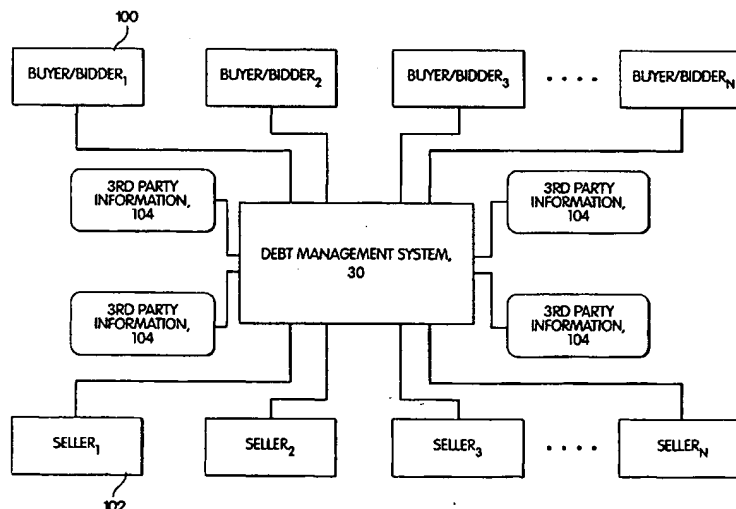 100
BUYER/BIDDER1
BUYER/BIDDER2
BUYER/BIDDER3
BUYER/BIDDERN
3RD PARTY
INFORMATION,
104
3RD PARTY
INFORMATION,
104
DEBT MANAGEMENT SYSTEM,
30
3RD PARTY
INFORMATION,
104
3RD PARTY
INFORMATION,
104
SELLER1
SELLER2
SELLER3
SELLERN
102